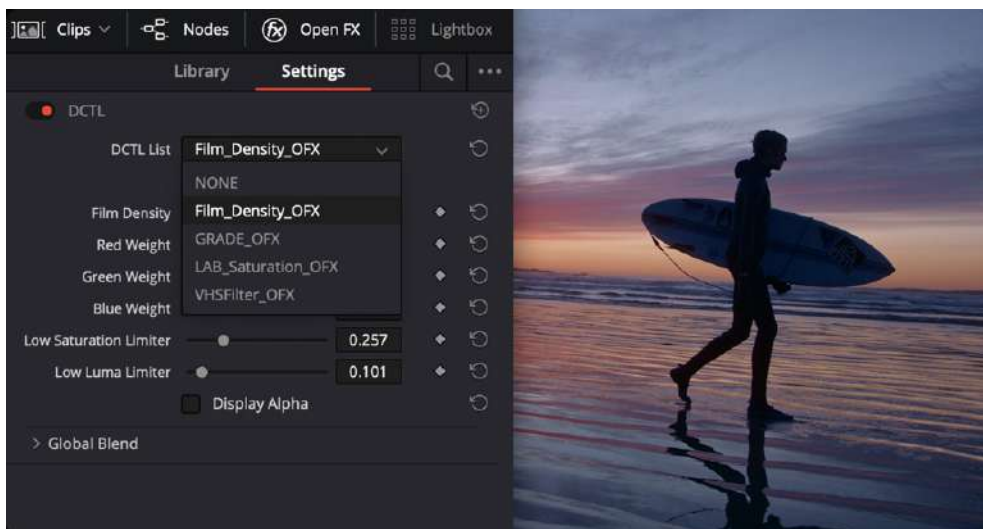 Clips Nodes Open FX Lightbox
Library Settings
DCTL
DCTL List Film_Density_OFX
NONE
Film Density Film_Density_OFX
Red Weight GRADE_OFX
Green Weight LAB_Saturation_OFX
Blue Weight VHSFilter_OFX
Low Saturation Limiter 0.257
Low Luma Limiter 0.101
Display Alpha
Global Blend